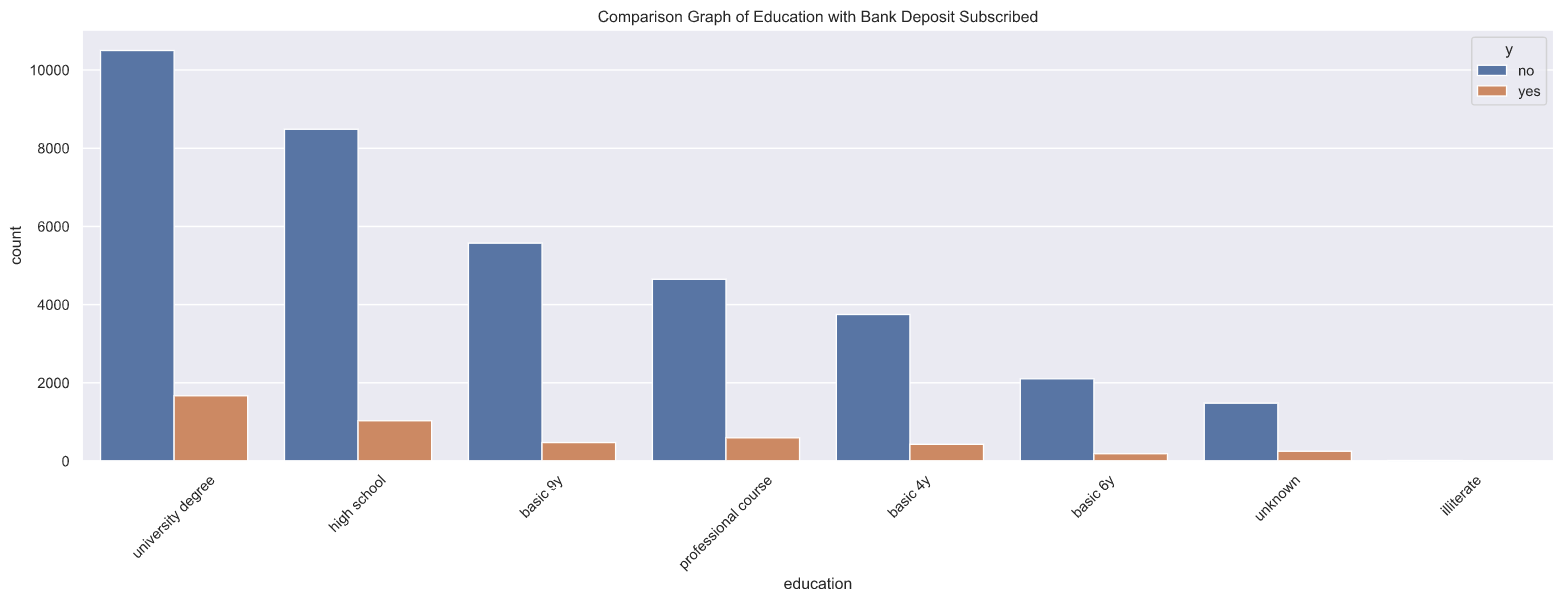 Comparison Graph of Education with Bank Deposit Subscribed
y
no
yes
10000
8000
6000
4000
2000
0
count
university degree
high school
basic 9y
professional course
basic 4y
basic 6y
unknown
illiterate
education